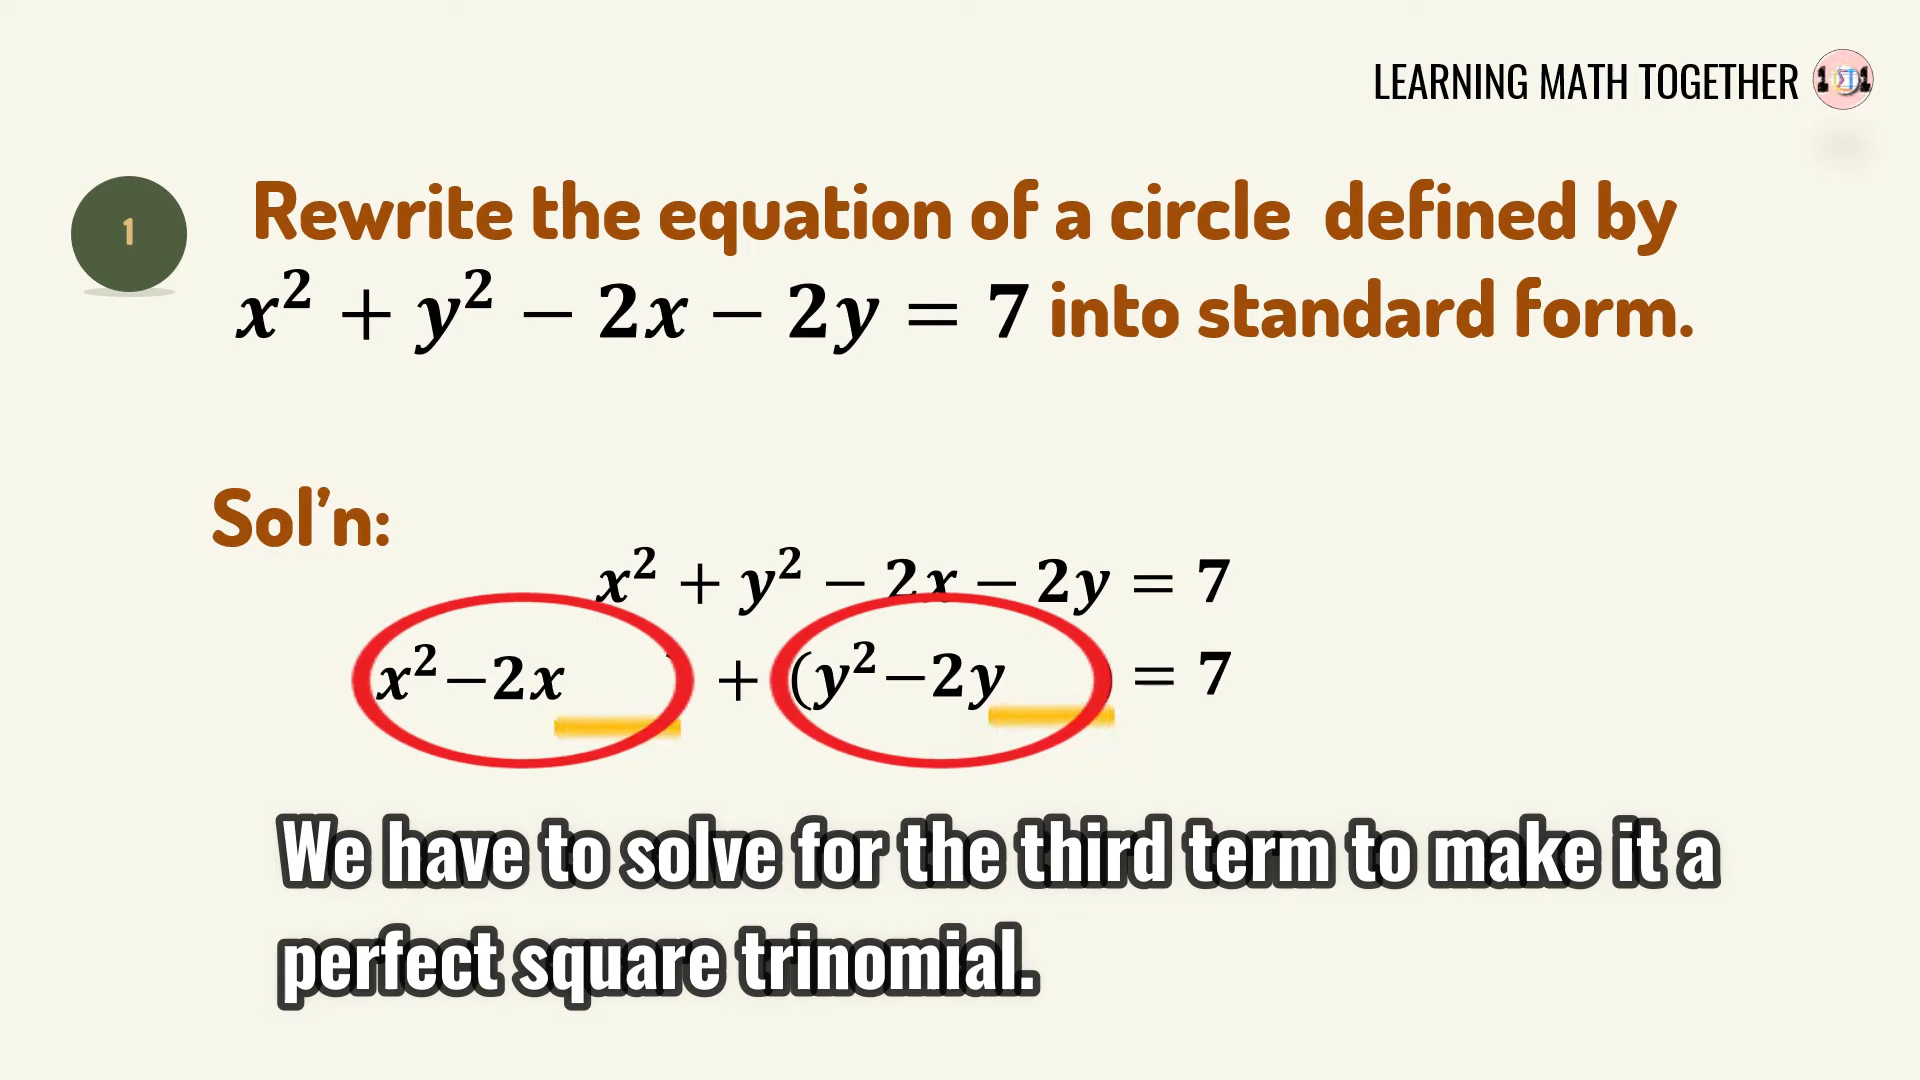 LEARNING MATH TOGETHER 101
1
Rewrite the equation of a circle defined by
x² + y² − 2x − 2y = 7 into standard form.
Sol'n:
x² + y² − 2x − 2y = 7
x²−2x ) + (y²−2y ) = 7
We have to solve for the third term to make it a
perfect square trinomial.